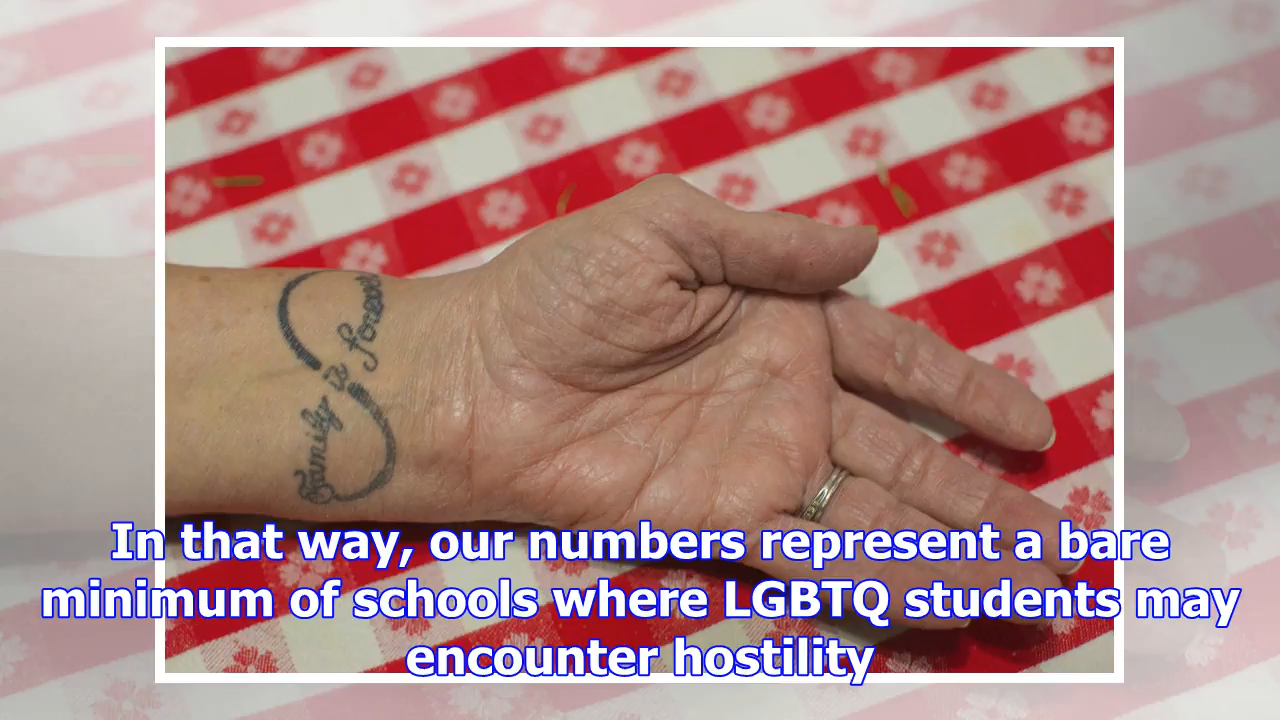 Family is forever
In that way, our numbers represent a bare
minimum of schools where LGBTQ students may
encounter hostility